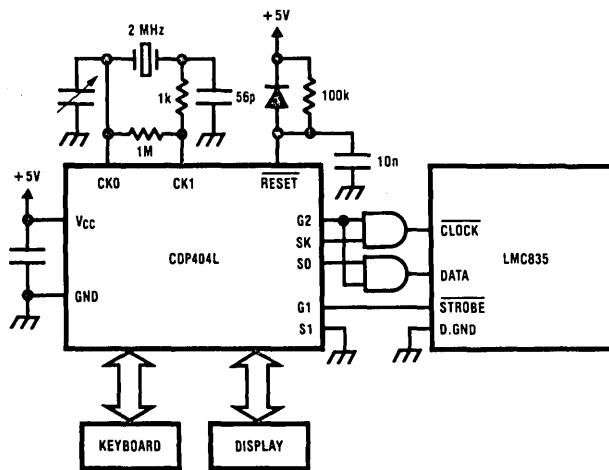 +5V
2 MHz
1k
56p
100k
1M
10n
+5V
CK0
CK1
RESET
VCC
G2
SK
CLOCK
COP404L
SO
LMC835
DATA
GND
G1
STROBE
S1
D.GND
KEYBOARD
DISPLAY